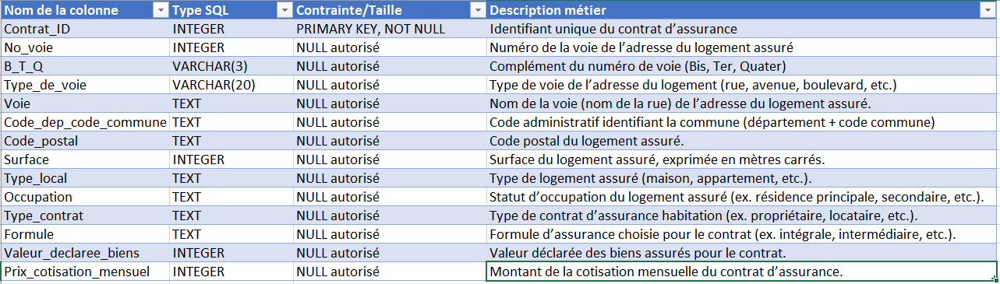 Nom de la colonne Type SQL Contrainte/Taille Description métier
Contrat_ID INTEGER PRIMARY KEY, NOT NULL Identifiant unique du contrat d’assurance
No_voie INTEGER NULL autorisé Numéro de la voie de l’adresse du logement assuré
B_T_Q VARCHAR(3) NULL autorisé Complément du numéro de voie (Bis, Ter, Quater)
Type_de_voie VARCHAR(20) NULL autorisé Type de voie de l’adresse du logement (rue, avenue, boulevard, etc.)
Voie TEXT NULL autorisé Nom de la voie (nom de la rue) de l’adresse du logement assuré.
Code_dep_code_commune TEXT NULL autorisé Code administratif identifiant la commune (département + code commune)
Code_postal TEXT NULL autorisé Code postal du logement assuré.
Surface INTEGER NULL autorisé Surface du logement assuré, exprimée en mètres carrés.
Type_local TEXT NULL autorisé Type de logement assuré (maison, appartement, etc.).
Occupation TEXT NULL autorisé Statut d’occupation du logement assuré (ex. résidence principale, secondaire, etc.).
Type_contrat TEXT NULL autorisé Type de contrat d’assurance habitation (ex. propriétaire, locataire, etc.).
Formule TEXT NULL autorisé Formule d’assurance choisie pour le contrat (ex. intégrale, intermédiaire, etc.).
Valeur_declaree_biens INTEGER NULL autorisé Valeur déclarée des biens assurés pour le contrat.
Prix_cotisation_mensuel INTEGER NULL autorisé Montant de la cotisation mensuelle du contrat d’assurance.